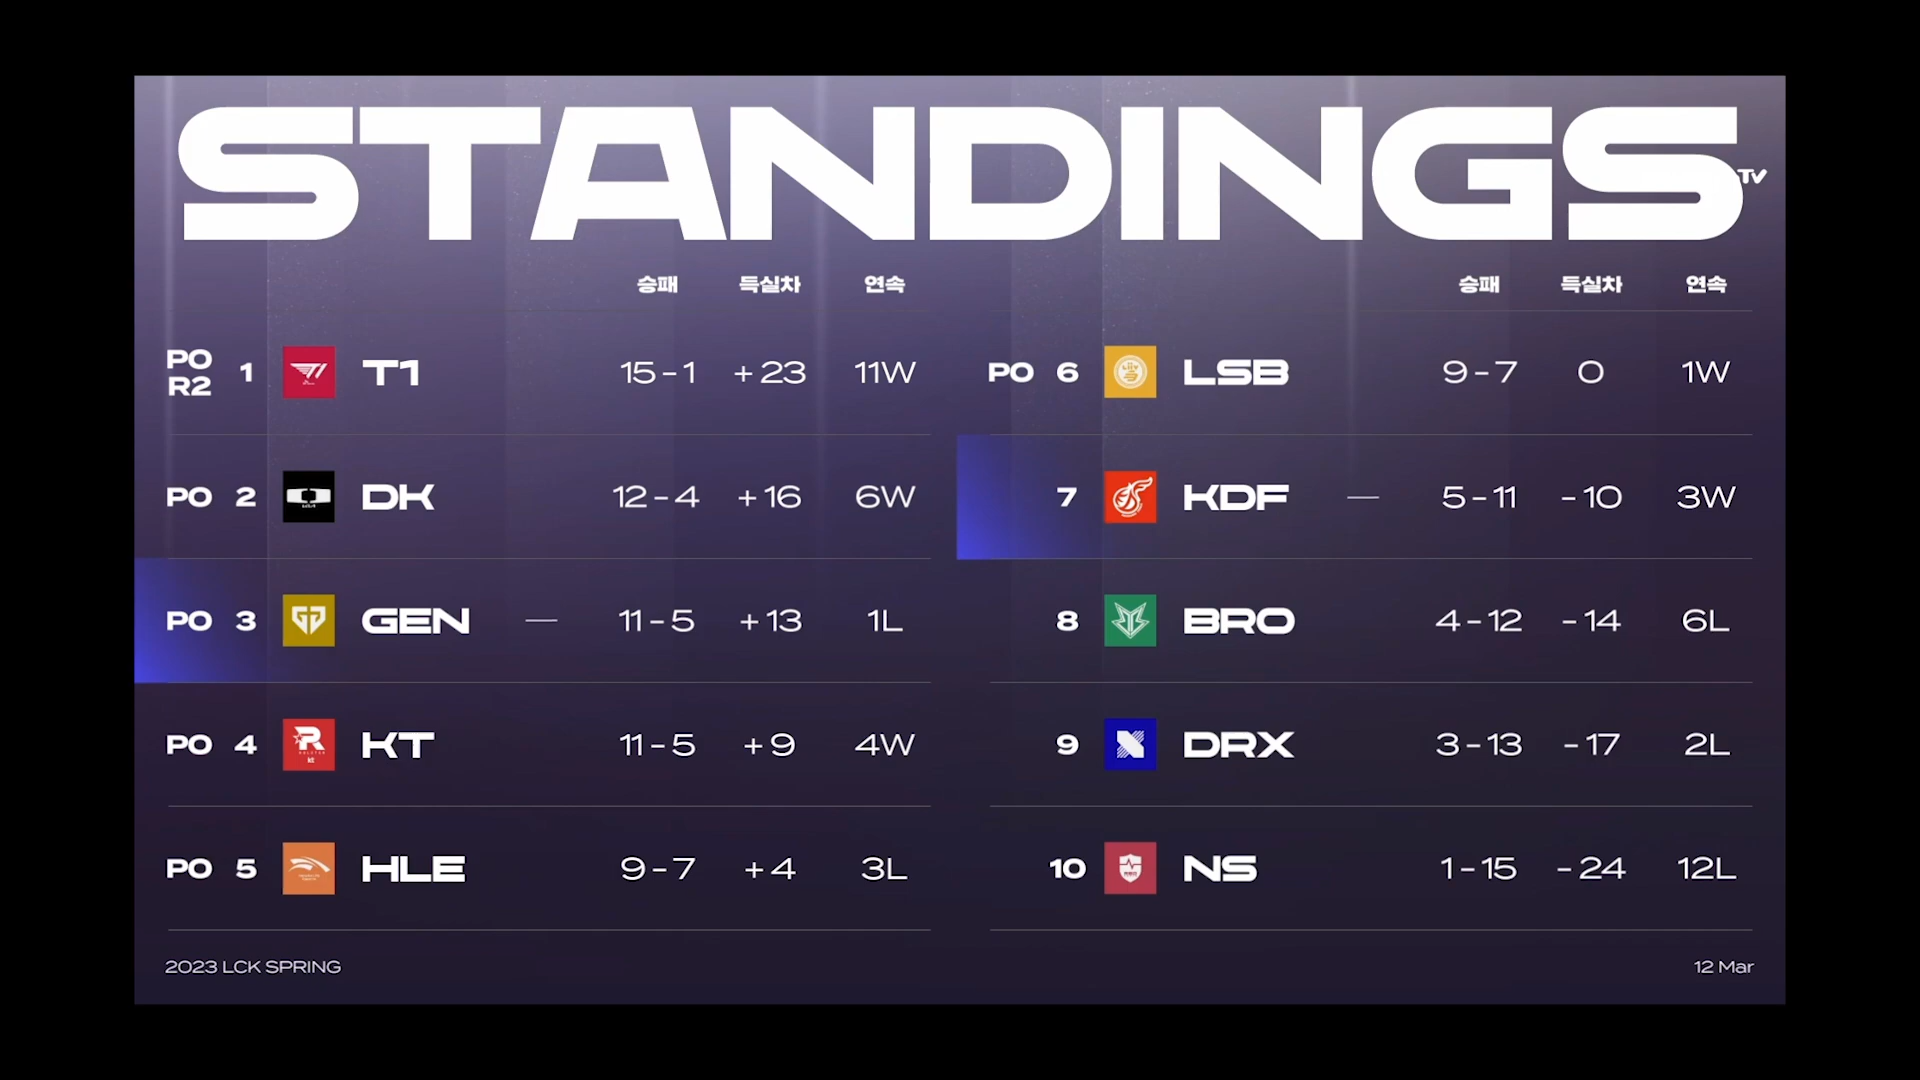 STANDINGS
TV
승패 득실차 연속
PO R2 1 T1 15-1 +23 11W
PO 2 DK 12-4 +16 6W
PO 3 GEN — 11-5 +13 1L
PO 4 KT 11-5 +9 4W
PO 5 HLE 9-7 +4 3L
승패 득실차 연속
PO 6 LSB 9-7 0 1W
7 KDF — 5-11 -10 3W
8 BRO 4-12 -14 6L
9 DRX 3-13 -17 2L
10 NS 1-15 -24 12L
2023 LCK SPRING
12 Mar